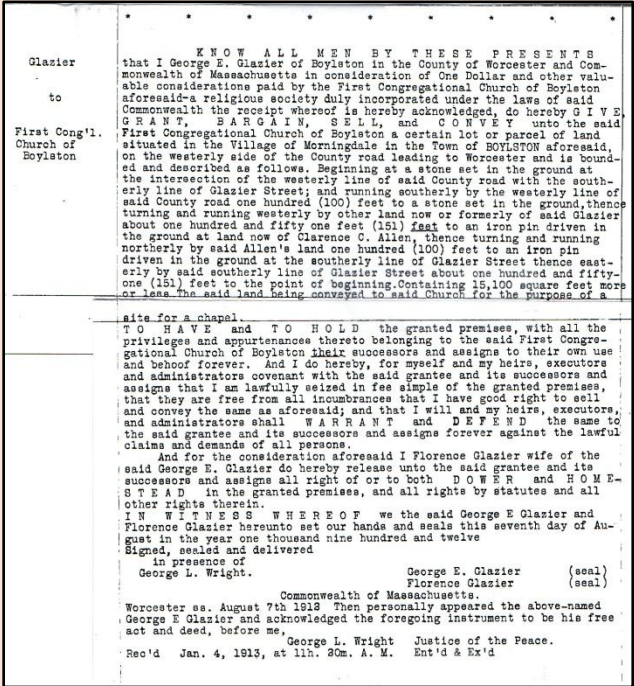 * * * * * * * * *
Glazier
to
First Cong'l.
Church of
Boylston
KNOW ALL MEN BY THESE PRESENTS
that I George E. Glazier of Boylston in the County of Worcester and Com-
monwealth of Massachusetts in consideration of One Dollar and other valu-
able considerations paid by the First Congregational Church of Boylston
aforesaid-a religious society duly incorporated under the laws of said
Commonwealth the receipt whereof is hereby acknowledged, do hereby GIVE,
GRANT, BARGAIN, SELL, and CONVEY unto the said
First Congregational Church of Boylston a certain lot or parcel of land
situated in the Village of Morningdale in the Town of BOYLSTON aforesaid,
on the westerly side of the County road leading to Worcester and is bound-
ed and described as follows. Beginning at a stone set in the ground at
the intersection of the westerly line of said County road with the south-
erly line of Glazier Street; and running southerly by the westerly line of
said County road one hundred (100) feet to a stone set in the ground,thence
turning and running westerly by other land now or formerly of said Glazier
about one hundred and fifty one feet (151) feet to an iron pin driven in
the ground at land now of Clarence C. Allen, thence turning and running
northerly by said Allen's land one hundred (100) feet to an iron pin
driven in the ground at the southerly line of Glazier Street thence east-
erly by said southerly line of Glazier Street about one hundred and fifty-
one (151) feet to the point of beginning.Containing 15,100 square feet more
or less The said land being conveyed to said Church for the purpose of a
site for a chapel.
TO HAVE and TO HOLD the granted premises, with all the
privileges and appurtenances thereto belonging to the said First Congre-
gational Church of Boylston their successors and assigns to their own use
and behoof forever. And I do hereby, for myself and my heirs, executors
and administrators covenant with the said grantee and its successors and
assigns that I am lawfully seized in fee simple of the granted premises,
that they are free from all incumbrances that I have good right to sell
and convey the same as aforesaid; and that I will and my heirs, executors,
and administrators shall WARRANT and DEFEND the same to
the said grantee and its successors and assigns forever against the lawful
claims and demands of all persons.
And for the consideration aforesaid I Florence Glazier wife of the
said George E. Glazier do hereby release unto the said grantee and its
successors and assigns all right of or to both DOWER and HOME-
STEAD in the granted premises, and all rights by statutes and all
other rights therein.
IN WITNESS WHEREOF we the said George E Glazier and
Florence Glazier hereunto set our hands and seals this seventh day of Au-
gust in the year one thousand nine hundred and twelve
Signed, sealed and delivered
in presence of
George L. Wright. George E. Glazier (seal)
Florence Glazier (seal)
Commonwealth of Massachusetts.
Worcester ss. August 7th 1912 Then personally appeared the above-named
George E Glazier and acknowledged the foregoing instrument to be his free
act and deed, before me,
George L. Wright Justice of the Peace.
Rec'd Jan. 4, 1913, at 11h. 20m. A. M. Ent'd & Ex'd